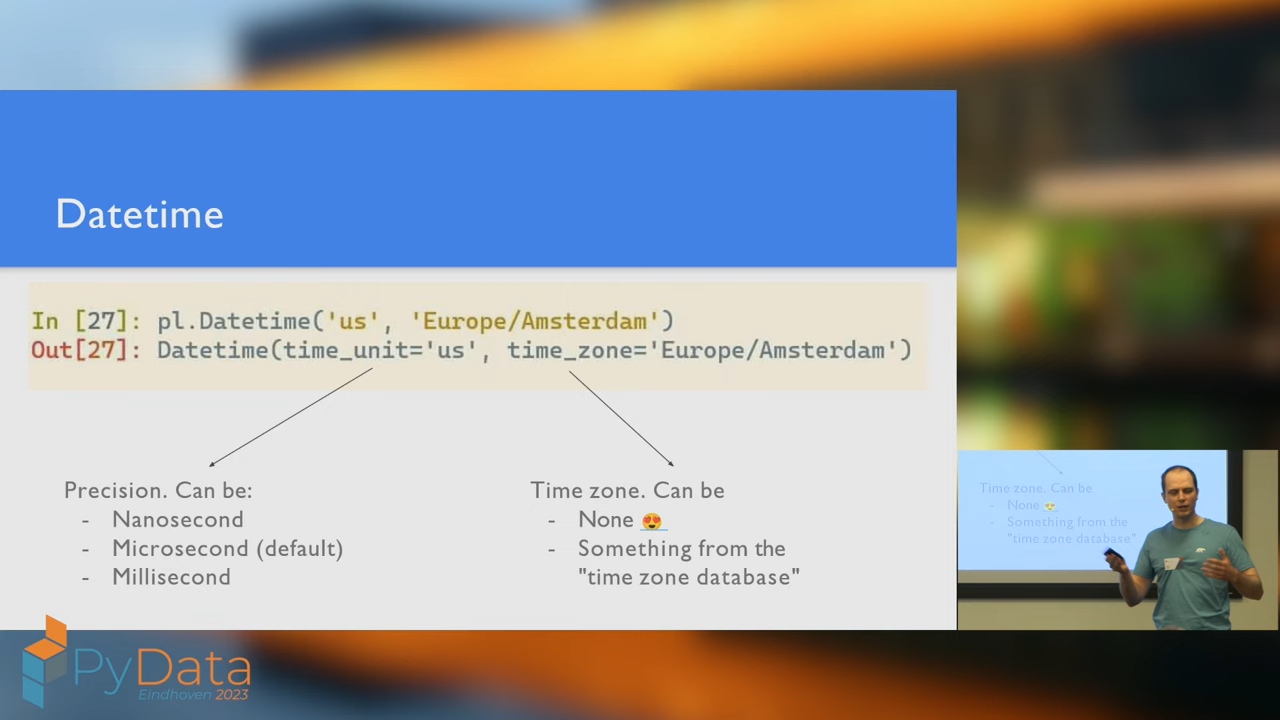 Datetime
In [27]: pl.Datetime('us', 'Europe/Amsterdam')
Out[27]: Datetime(time_unit='us', time_zone='Europe/Amsterdam')
Precision. Can be:
- Nanosecond
- Microsecond (default)
- Millisecond
Time zone. Can be
- None 😍
- Something from the
"time zone database"
Time zone. Can be
- None 😍
- Something from the
"time zone database"
PyData
Eindhoven 2023